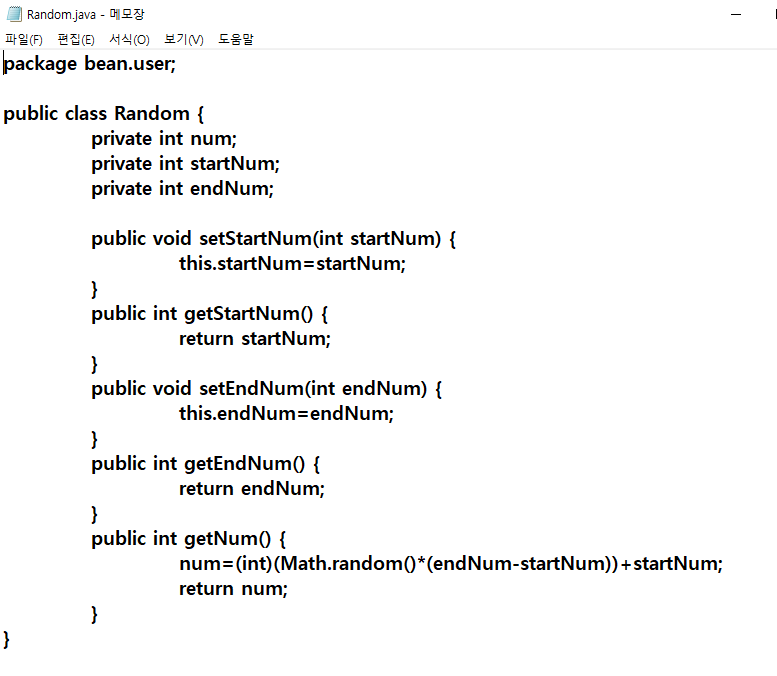 Random.java - 메모장
파일(F) 편집(E) 서식(O) 보기(V) 도움말
package bean.user;
public class Random {
private int num;
private int startNum;
private int endNum;
public void setStartNum(int startNum) {
this.startNum=startNum;
}
public int getStartNum() {
return startNum;
}
public void setEndNum(int endNum) {
this.endNum=endNum;
}
public int getEndNum() {
return endNum;
}
public int getNum() {
num=(int)(Math.random()*(endNum-startNum))+startNum;
return num;
}
}